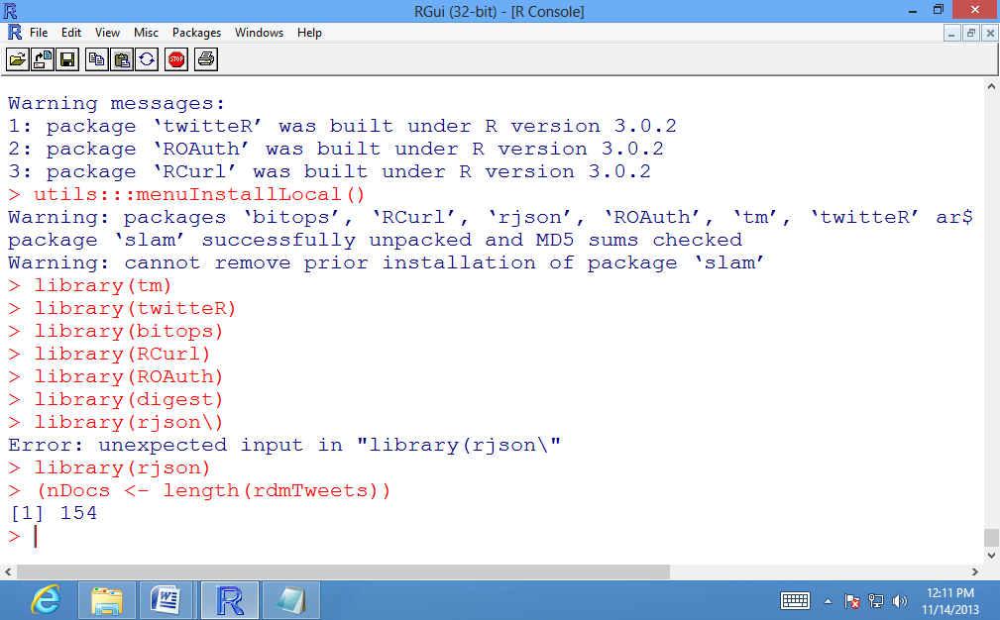 RGui (32-bit) - [R Console]
File Edit View Misc Packages Windows Help
STOP
Warning messages:
1: package ‘twitteR’ was built under R version 3.0.2
2: package ‘ROAuth’ was built under R version 3.0.2
3: package ‘RCurl’ was built under R version 3.0.2
> utils:::menuInstallLocal()
Warning: packages ‘bitops’, ‘RCurl’, ‘rjson’, ‘ROAuth’, ‘tm’, ‘twitteR’ ar$
package ‘slam’ successfully unpacked and MD5 sums checked
Warning: cannot remove prior installation of package ‘slam’
> library(tm)
> library(twitteR)
> library(bitops)
> library(RCurl)
> library(ROAuth)
> library(digest)
> library(rjson\)
Error: unexpected input in "library(rjson\"
> library(rjson)
> (nDocs <- length(rdmTweets))
[1] 154
>
12:11 PM
11/14/2013